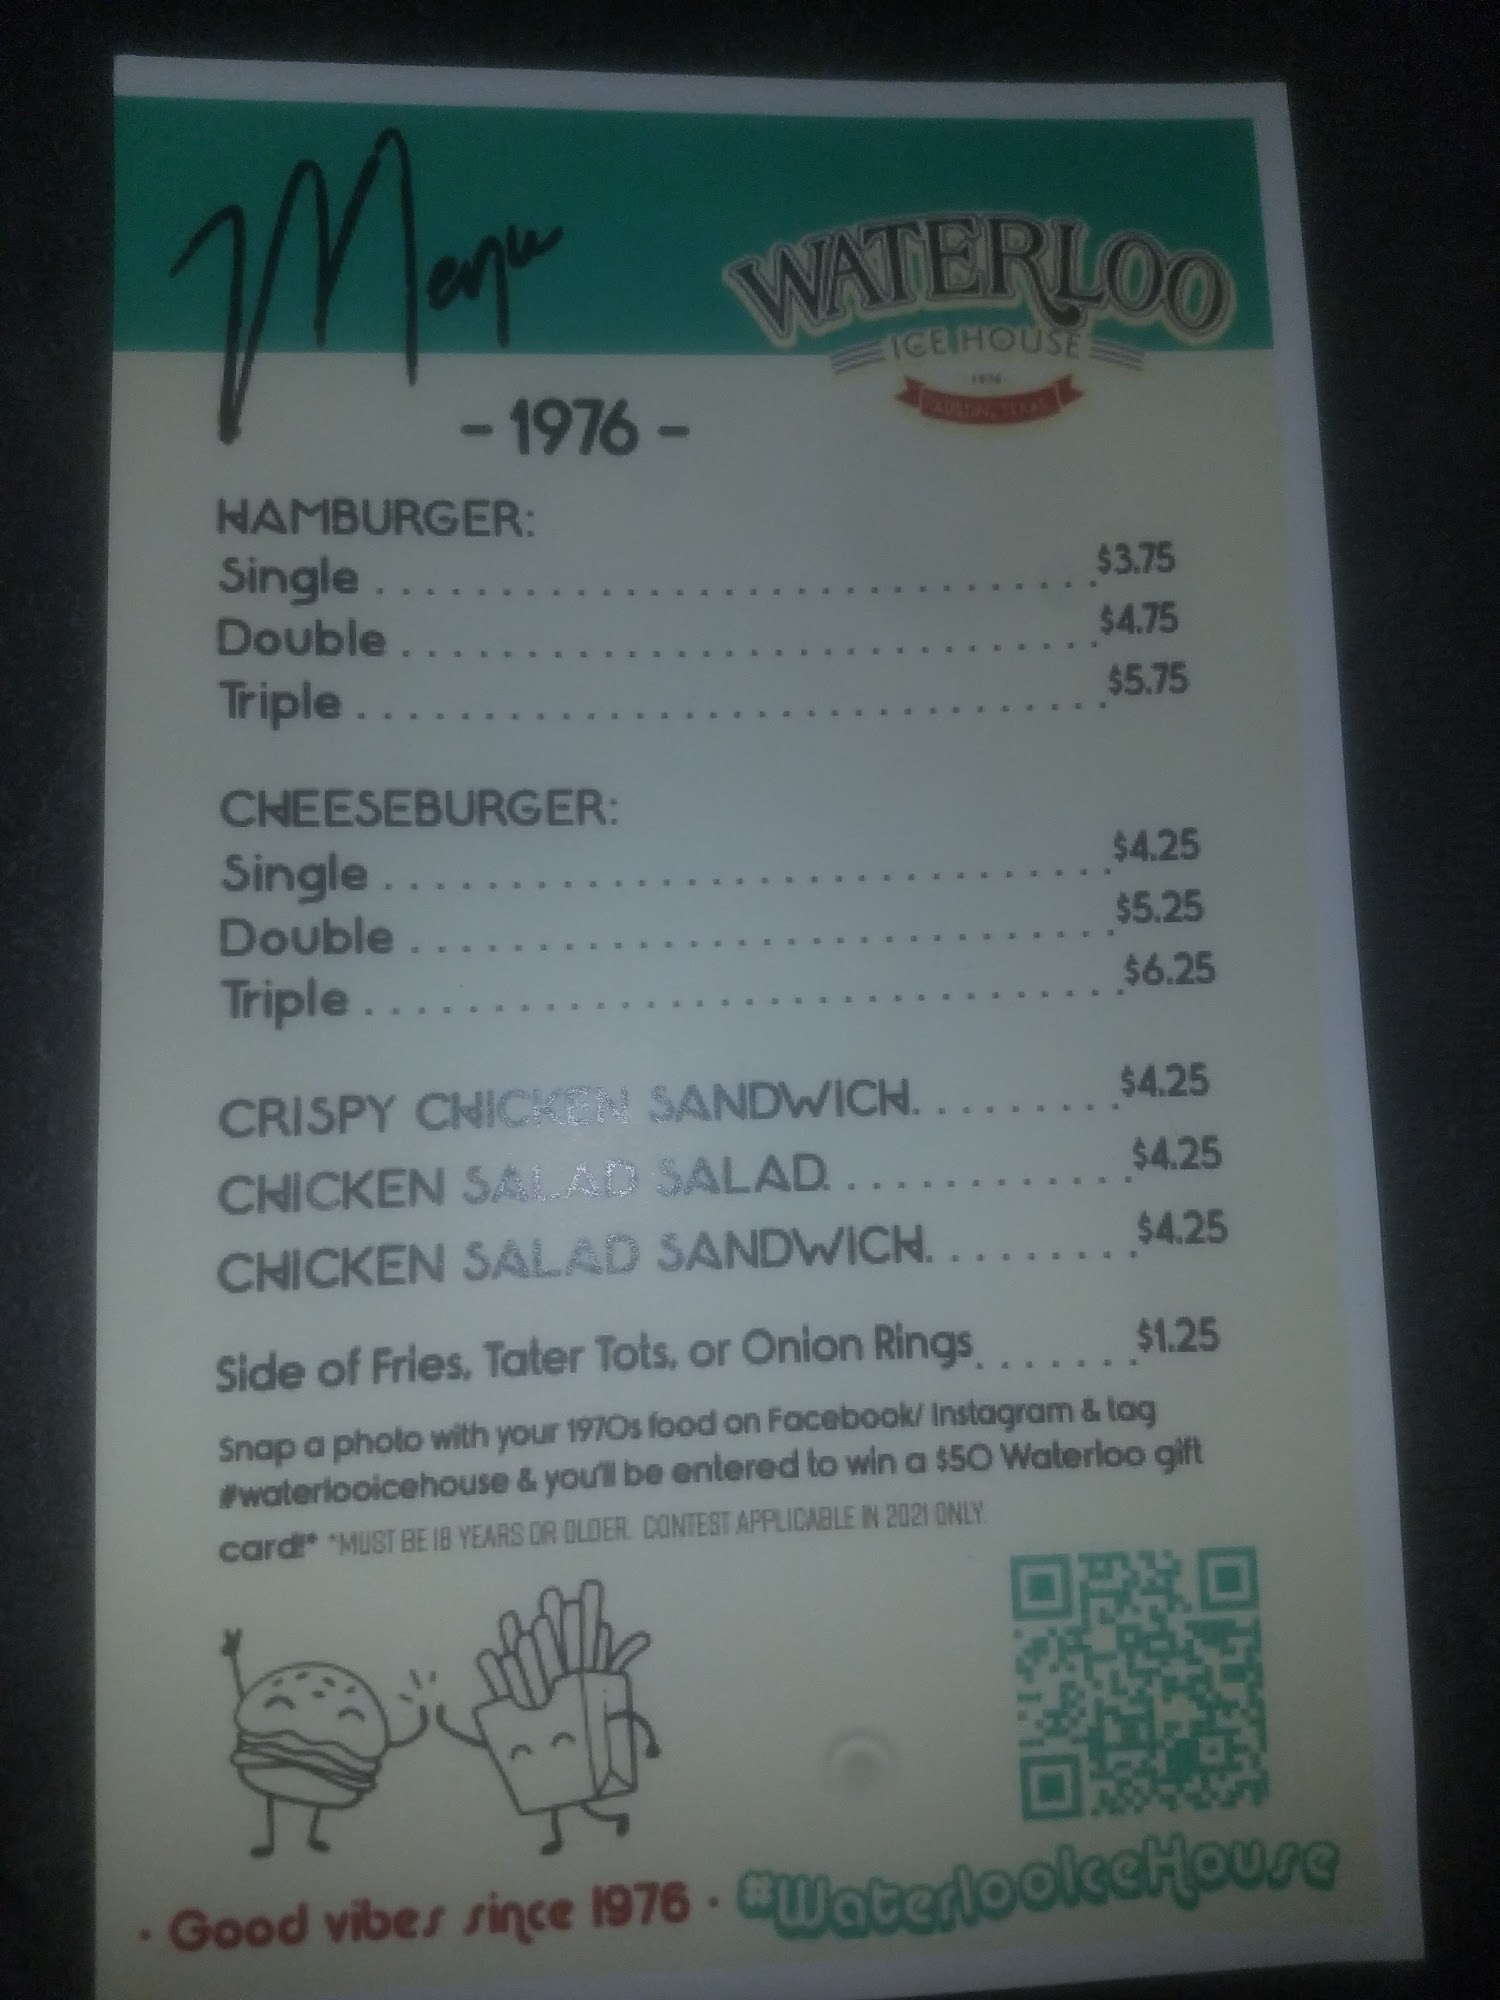 Menu
WATERLOO
ICE HOUSE
1976
AUSTIN, TEXAS
- 1976 -
HAMBURGER:
Single . . . . . . . . . . . . . . . . . . . . . . . . . . . . . . . . . . $3.75
Double . . . . . . . . . . . . . . . . . . . . . . . . . . . . . . . . . $4.75
Triple . . . . . . . . . . . . . . . . . . . . . . . . . . . . . . . . . . . $5.75
CHEESEBURGER:
Single . . . . . . . . . . . . . . . . . . . . . . . . . . . . . . . . . . $4.25
Double . . . . . . . . . . . . . . . . . . . . . . . . . . . . . . . . . $5.25
Triple . . . . . . . . . . . . . . . . . . . . . . . . . . . . . . . . . . . $6.25
CRISPY CHICKEN SANDWICH. . . . . . . . . . $4.25
CHICKEN SALAD SALAD. . . . . . . . . . . . . . $4.25
CHICKEN SALAD SANDWICH. . . . . . . . . . $4.25
Side of Fries, Tater Tots, or Onion Rings . . . . . . . $1.25
Snap a photo with your 1970s food on Facebook/ Instagram & tag
#waterlooicehouse & you'll be entered to win a $50 Waterloo gift
card!* *MUST BE 18 YEARS OR OLDER. CONTEST APPLICABLE IN 2021 ONLY.
· Good vibes since 1976 · #WaterlooIceHouse